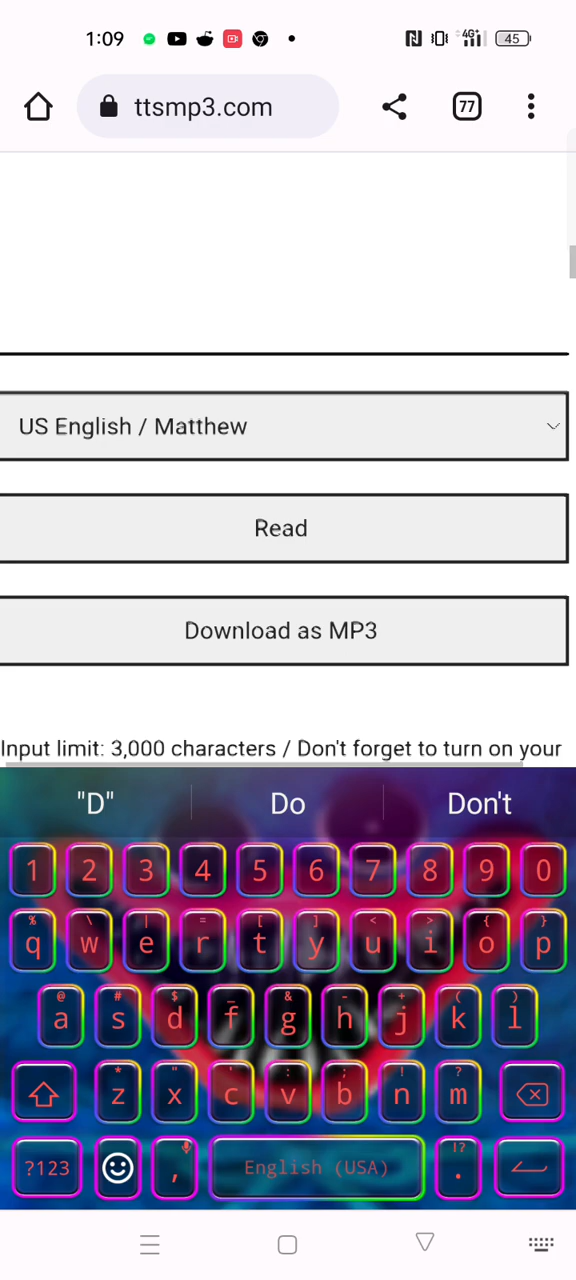 1:09 4G+ 45
ttsmp3.com 77
US English / Matthew
Read
Download as MP3
Input limit: 3,000 characters / Don't forget to turn on your
"D" Do Don't
1 2 3 4 5 6 7 8 9 0
% \ | = [ ] < > { }
q w e r t y u i o p
@ # $ _ & - + ( )
a s d f g h j k l
* " ' : ; ! ?
z x c v b n m
!?
?123 , English (USA) .